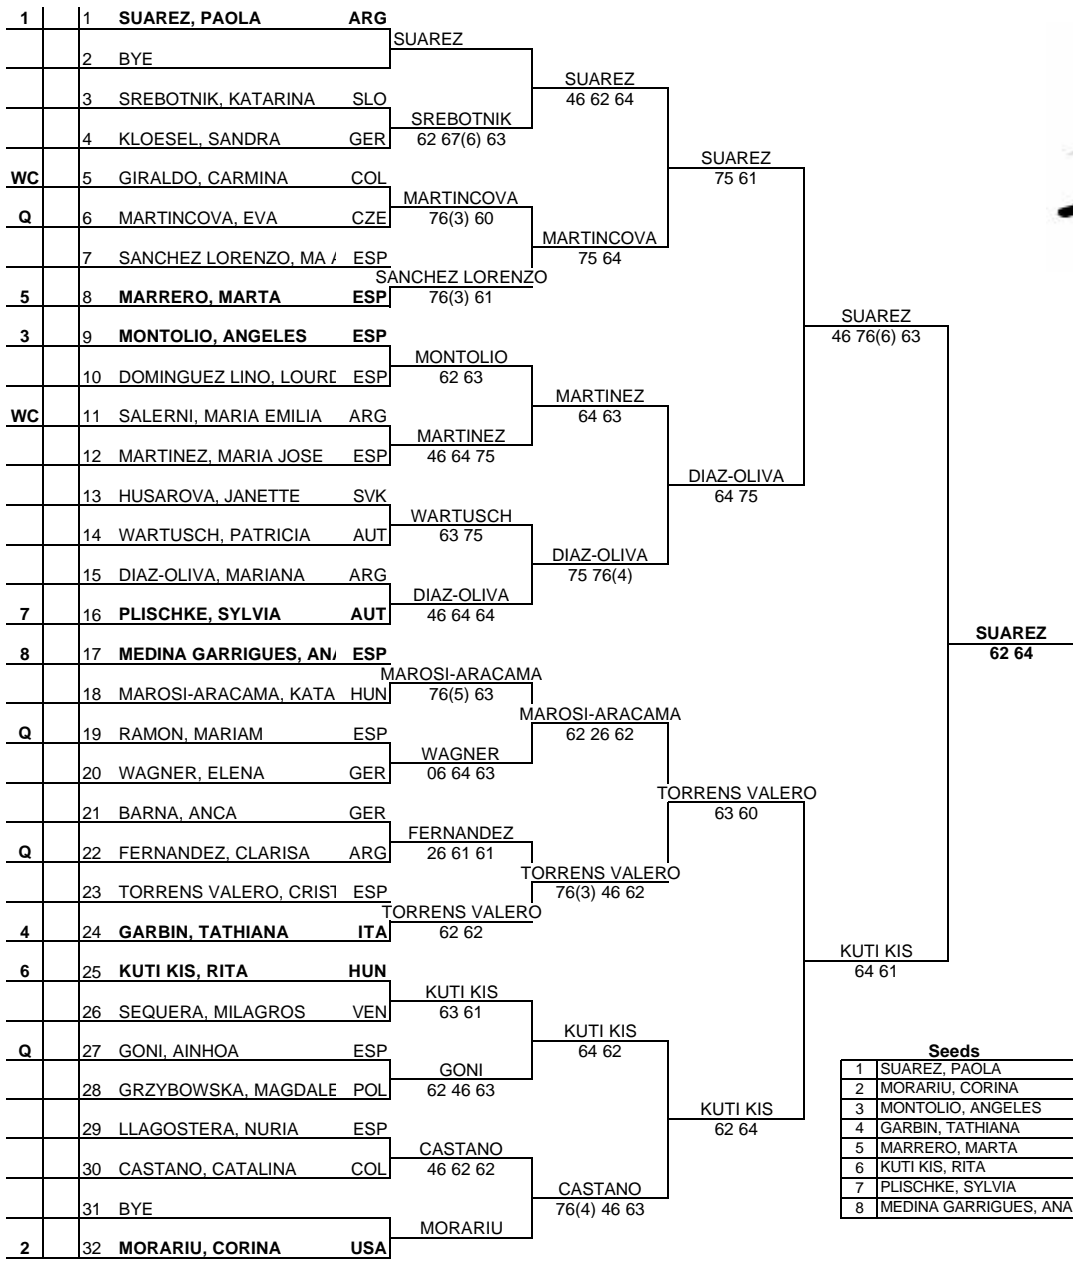 1 1 SUAREZ, PAOLA ARG
SUAREZ
2 BYE
SUAREZ
46 62 64
3 SREBOTNIK, KATARINA SLO
SREBOTNIK
62 67(6) 63
4 KLOESEL, SANDRA GER
SUAREZ
75 61
WC 5 GIRALDO, CARMINA COL
MARTINCOVA
76(3) 60
Q 6 MARTINCOVA, EVA CZE
MARTINCOVA
75 64
7 SANCHEZ LORENZO, MA ESP
SANCHEZ LORENZO
76(3) 61
5 8 MARRERO, MARTA ESP
SUAREZ
46 76(6) 63
3 9 MONTOLIO, ANGELES ESP
MONTOLIO
62 63
10 DOMINGUEZ LINO, ESP
MARTINEZ
64 63
WC 11 SALERNI, MARIA EMILIA ARG
MARTINEZ
46 64 75
12 MARTINEZ, MARIA JOSE ESP
DIAZ-OLIVA
64 75
13 HUSAROVA, JANETTE SVK
WARTUSCH
63 75
14 WARTUSCH, PATRICIA AUT
DIAZ-OLIVA
75 76(4)
15 DIAZ-OLIVA, MARIANA ARG
DIAZ-OLIVA
46 64 64
7 16 PLISCHKE, SYLVIA AUT
SUAREZ
62 64
8 17 MEDINA GARRIGUES, ESP
MAROSI-ARACAMA
76(5) 63
18 MAROSI-ARACAMA, KATA HUN
MAROSI-ARACAMA
62 26 62
Q 19 RAMON, MARIAM ESP
WAGNER
06 64 63
20 WAGNER, ELENA GER
TORRENS VALERO
63 60
21 BARNA, ANCA GER
FERNANDEZ
26 61 61
Q 22 FERNANDEZ, CLARISA ARG
TORRENS VALERO
76(3) 46 62
23 TORRENS VALERO, ESP
TORRENS VALERO
62 62
4 24 GARBIN, TATHIANA ITA
KUTI KIS
64 61
6 25 KUTI KIS, RITA HUN
KUTI KIS
63 61
26 SEQUERA, MILAGROS VEN
KUTI KIS
64 62
Q 27 GONI, AINHOA ESP
GONI
62 46 63
28 GRZYBOWSKA, MAGDALE POL
KUTI KIS
62 64
29 LLAGOSTERA, NURIA ESP
CASTANO
46 62 62
30 CASTANO, CATALINA COL
CASTANO
76(4) 46 63
31 BYE
MORARIU
2 32 MORARIU, CORINA USA
Seeds
1 SUAREZ, PAOLA
2 MORARIU, CORINA
3 MONTOLIO, ANGELES
4 GARBIN, TATHIANA
5 MARRERO, MARTA
6 KUTI KIS, RITA
7 PLISCHKE, SYLVIA
8 MEDINA GARRIGUES, ANA